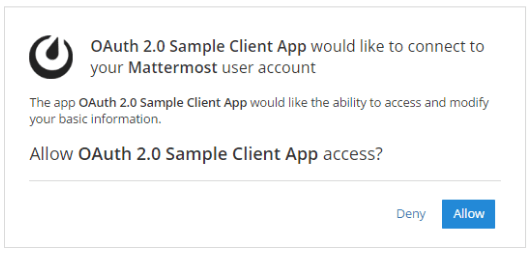 OAuth 2.0 Sample Client App would like to connect to
your Mattermost user account
The app OAuth 2.0 Sample Client App would like the ability to access and modify
your basic information.
Allow OAuth 2.0 Sample Client App access?
Deny Allow